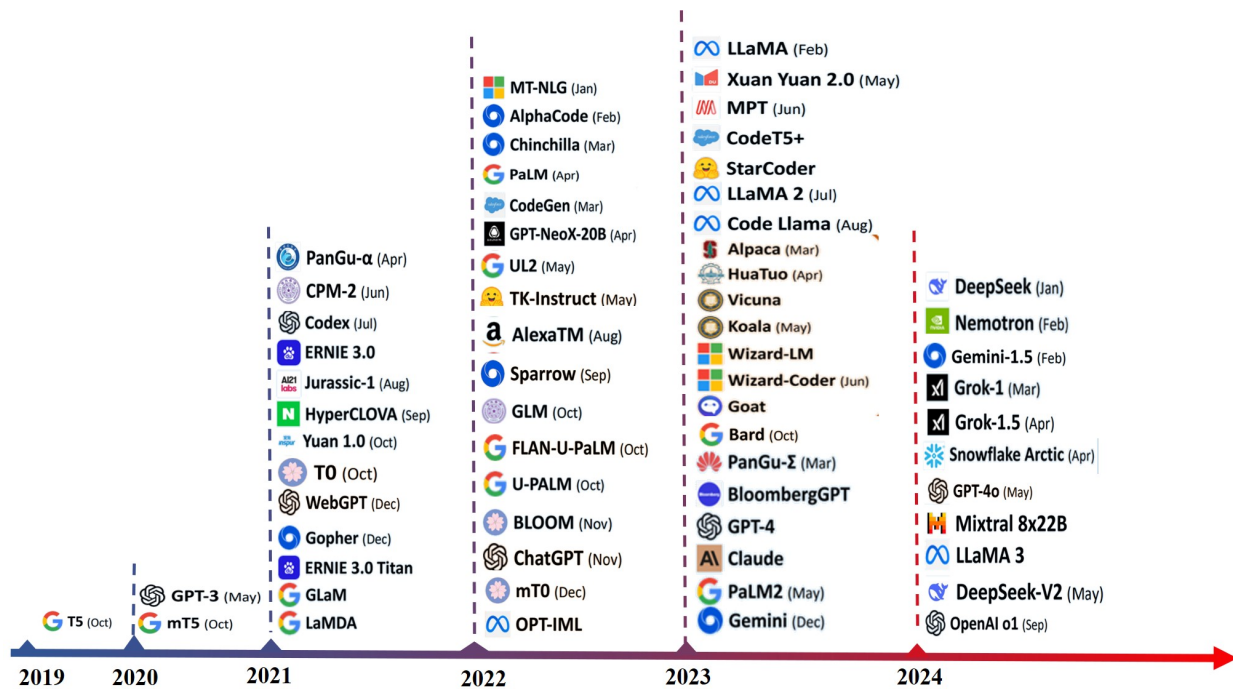 T5 (Oct)
GPT-3 (May)
mT5 (Oct)
PanGu-α (Apr)
CPM-2 (Jun)
Codex (Jul)
ERNIE 3.0
AI21 labs
Jurassic-1 (Aug)
HyperCLOVA (Sep)
Yuan 1.0 (Oct)
T0 (Oct)
WebGPT (Dec)
Gopher (Dec)
ERNIE 3.0 Titan
GLaM
LaMDA
MT-NLG (Jan)
AlphaCode (Feb)
Chinchilla (Mar)
PaLM (Apr)
CodeGen (Mar)
GPT-NeoX-20B (Apr)
UL2 (May)
TK-Instruct (May)
AlexaTM (Aug)
Sparrow (Sep)
GLM (Oct)
FLAN-U-PaLM (Oct)
U-PALM (Oct)
BLOOM (Nov)
ChatGPT (Nov)
mT0 (Dec)
OPT-IML
LLaMA (Feb)
Xuan Yuan 2.0 (May)
MPT (Jun)
CodeT5+
StarCoder
LLaMA 2 (Jul)
Code Llama (Aug)
Alpaca (Mar)
HuaTuo (Apr)
Vicuna
Koala (May)
Wizard-LM
Wizard-Coder (Jun)
Goat
Bard (Oct)
PanGu-Σ (Mar)
BloombergGPT
GPT-4
Claude
PaLM2 (May)
Gemini (Dec)
DeepSeek (Jan)
Nemotron (Feb)
Gemini-1.5 (Feb)
Grok-1 (Mar)
Grok-1.5 (Apr)
Snowflake Arctic (Apr)
GPT-4o (May)
Mixtral 8x22B
LLaMA 3
DeepSeek-V2 (May)
OpenAI o1 (Sep)
2019
2020
2021
2022
2023
2024